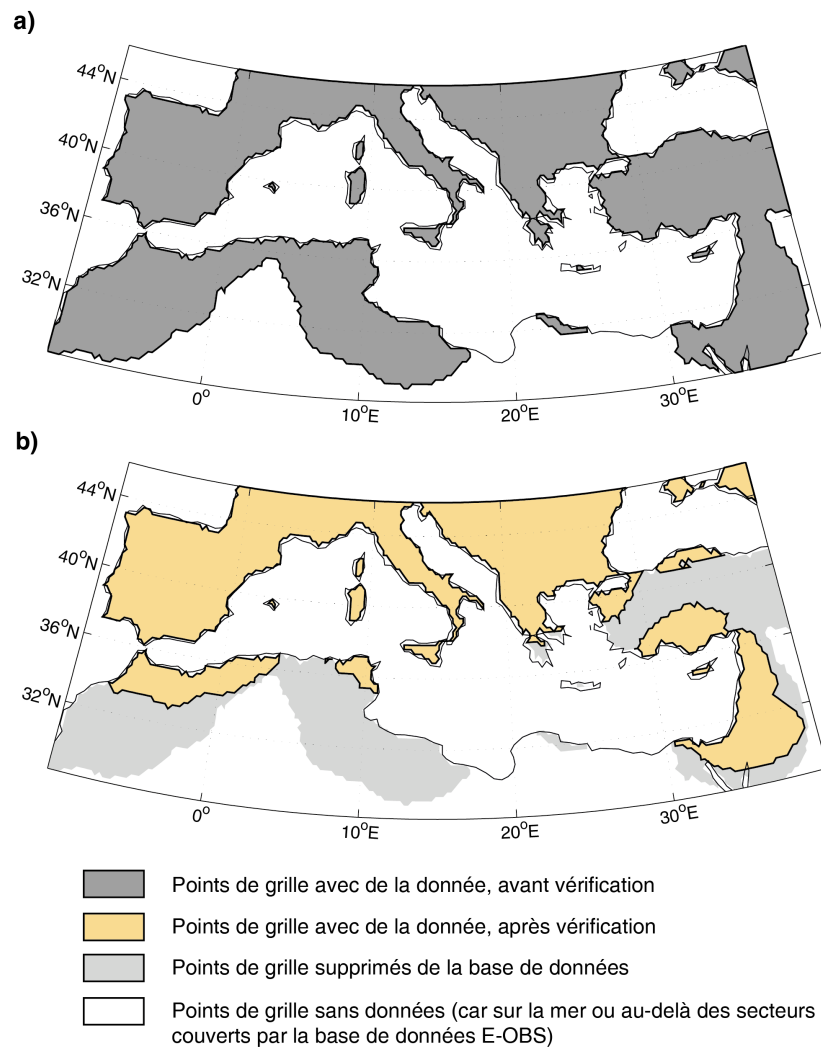 a)
44°N
40°N
36°N
32°N
0°
10°E
20°E
30°E
b)
44°N
40°N
36°N
32°N
0°
10°E
20°E
30°E
Points de grille avec de la donnée, avant vérification
Points de grille avec de la donnée, après vérification
Points de grille supprimés de la base de données
Points de grille sans données (car sur la mer ou au-delà des secteurs
couverts par la base de données E-OBS)